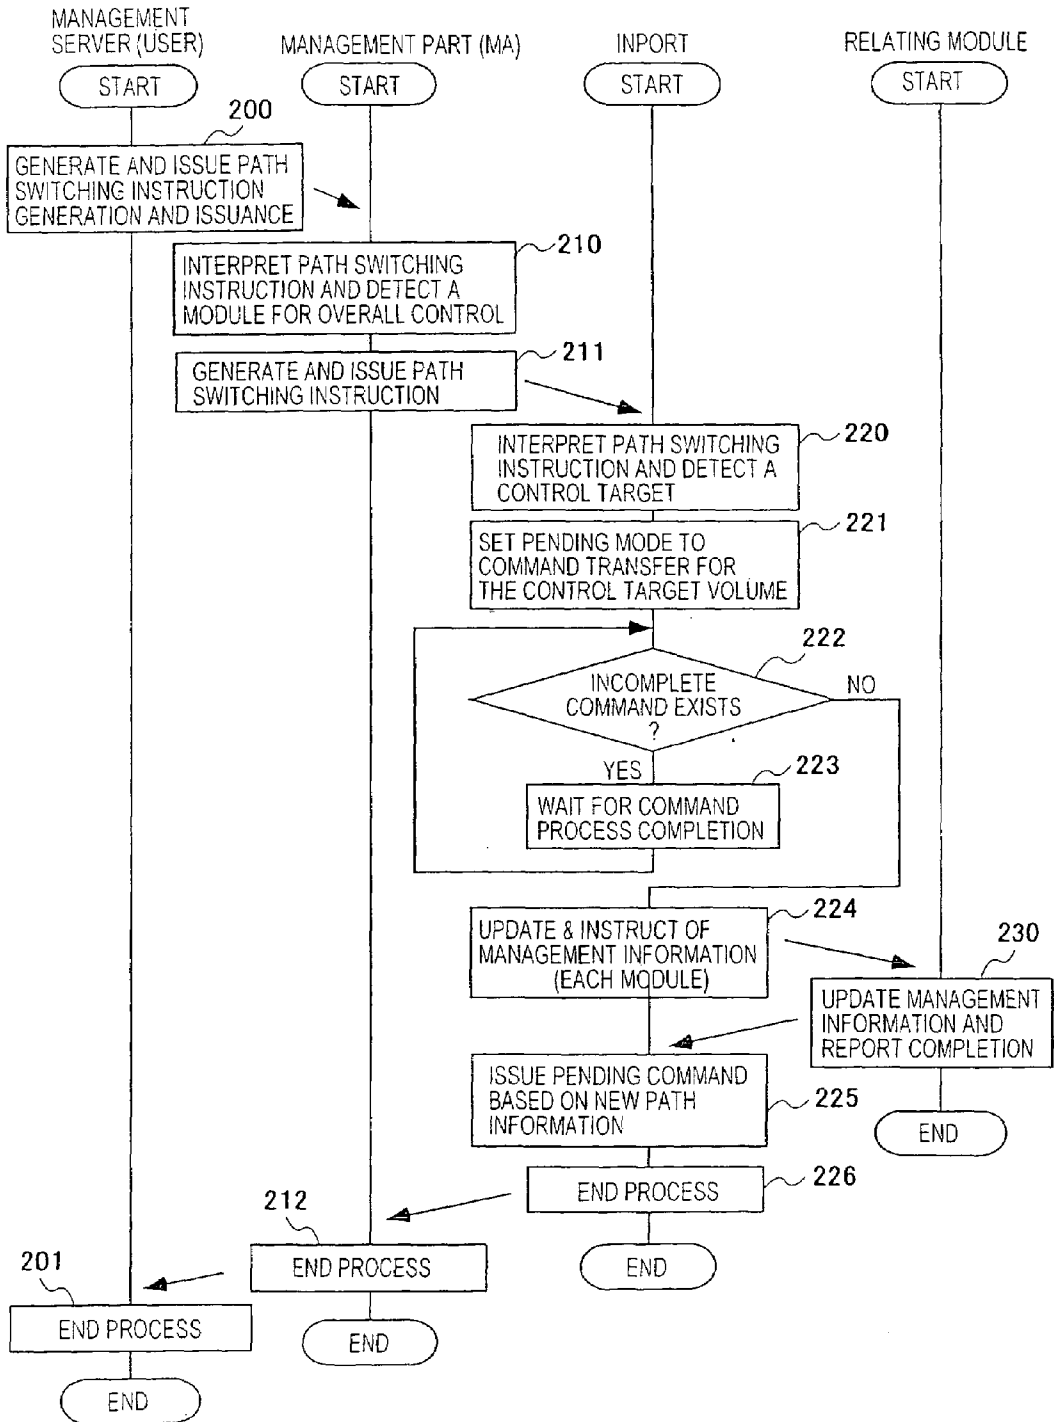 MANAGEMENT
SERVER (USER)
MANAGEMENT PART (MA)
INPORT
RELATING MODULE
START
START
START
START
200
GENERATE AND ISSUE PATH
SWITCHING INSTRUCTION
GENERATION AND ISSUANCE
210
INTERPRET PATH SWITCHING
INSTRUCTION AND DETECT A
MODULE FOR OVERALL CONTROL
211
GENERATE AND ISSUE PATH
SWITCHING INSTRUCTION
220
INTERPRET PATH SWITCHING
INSTRUCTION AND DETECT A
CONTROL TARGET
221
SET PENDING MODE TO
COMMAND TRANSFER FOR
THE CONTROL TARGET VOLUME
222
INCOMPLETE
COMMAND EXISTS
?
NO
YES
223
WAIT FOR COMMAND
PROCESS COMPLETION
224
UPDATE & INSTRUCT OF
MANAGEMENT INFORMATION
(EACH MODULE)
230
UPDATE MANAGEMENT
INFORMATION AND
REPORT COMPLETION
ISSUE PENDING COMMAND
BASED ON NEW PATH
INFORMATION
225
END
END PROCESS
226
212
END PROCESS
END
201
END PROCESS
END
END